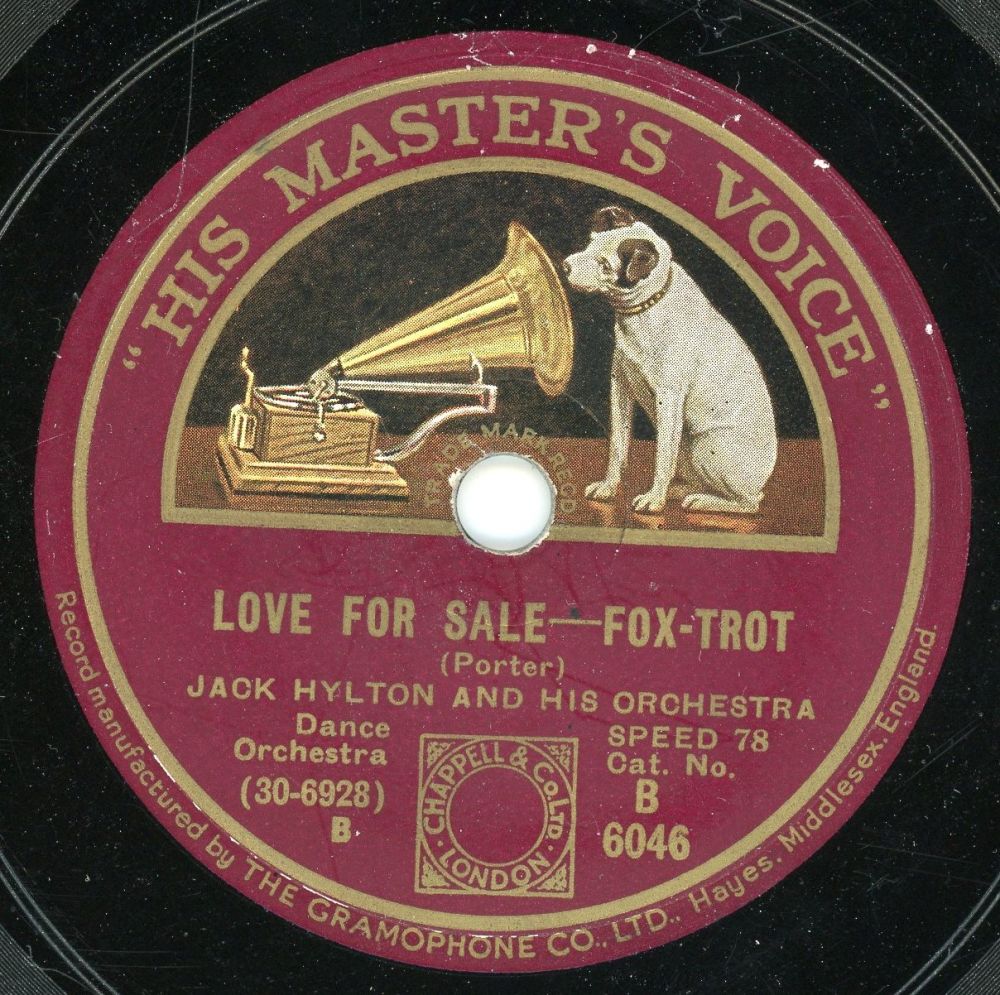 "HIS MASTER'S VOICE"
TRADE MARK RECD
LOVE FOR SALE—FOX-TROT
(Porter)
JACK HYLTON AND HIS ORCHESTRA
Dance
Orchestra
(30-6928)
B
CHAPPELL & CO. LTD.
· LONDON ·
SPEED 78
Cat. No.
B
6046
Record manufactured by THE GRAMOPHONE CO., LTD., Hayes, Middlesex, England.